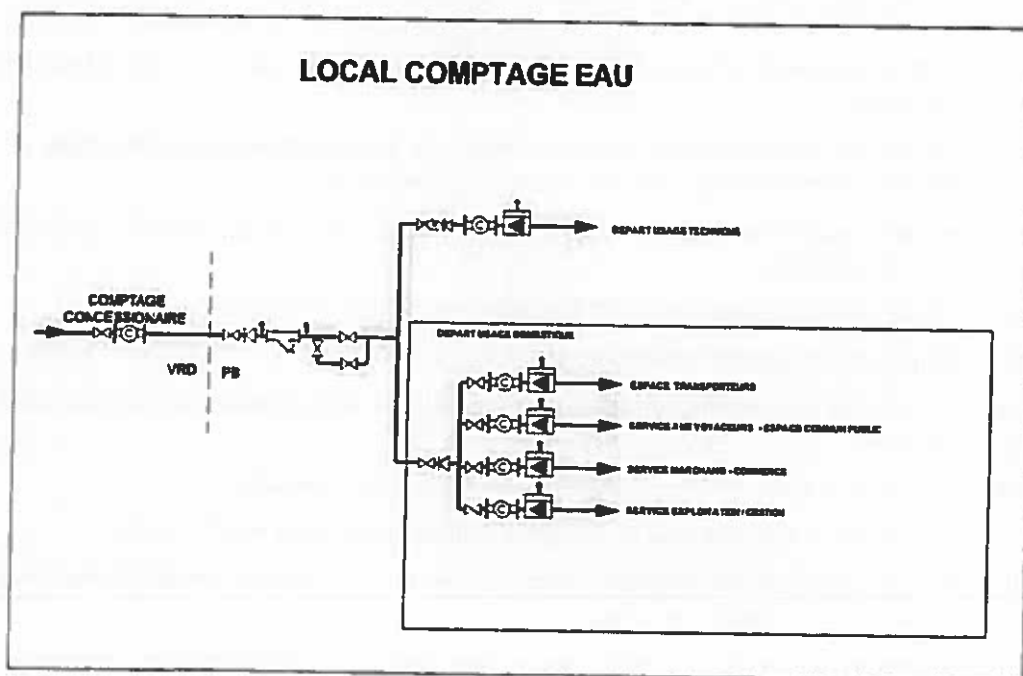 LOCAL COMPTAGE EAU
DEPART USAGE TECHNIQUE
COMPTAGE
CONCESSIONAIRE
C
C
VRD
PB
DEPART USAGE DOMESTIQUE
C
ESPACE TRANSPORTEURS
C
SERVICE AUX VOYAGEURS - ESPACE COMMUN PUBLIC
C
SERVICE MARCHAND - COMMERCE
C
SERVICE EXPLOITATION / GESTION